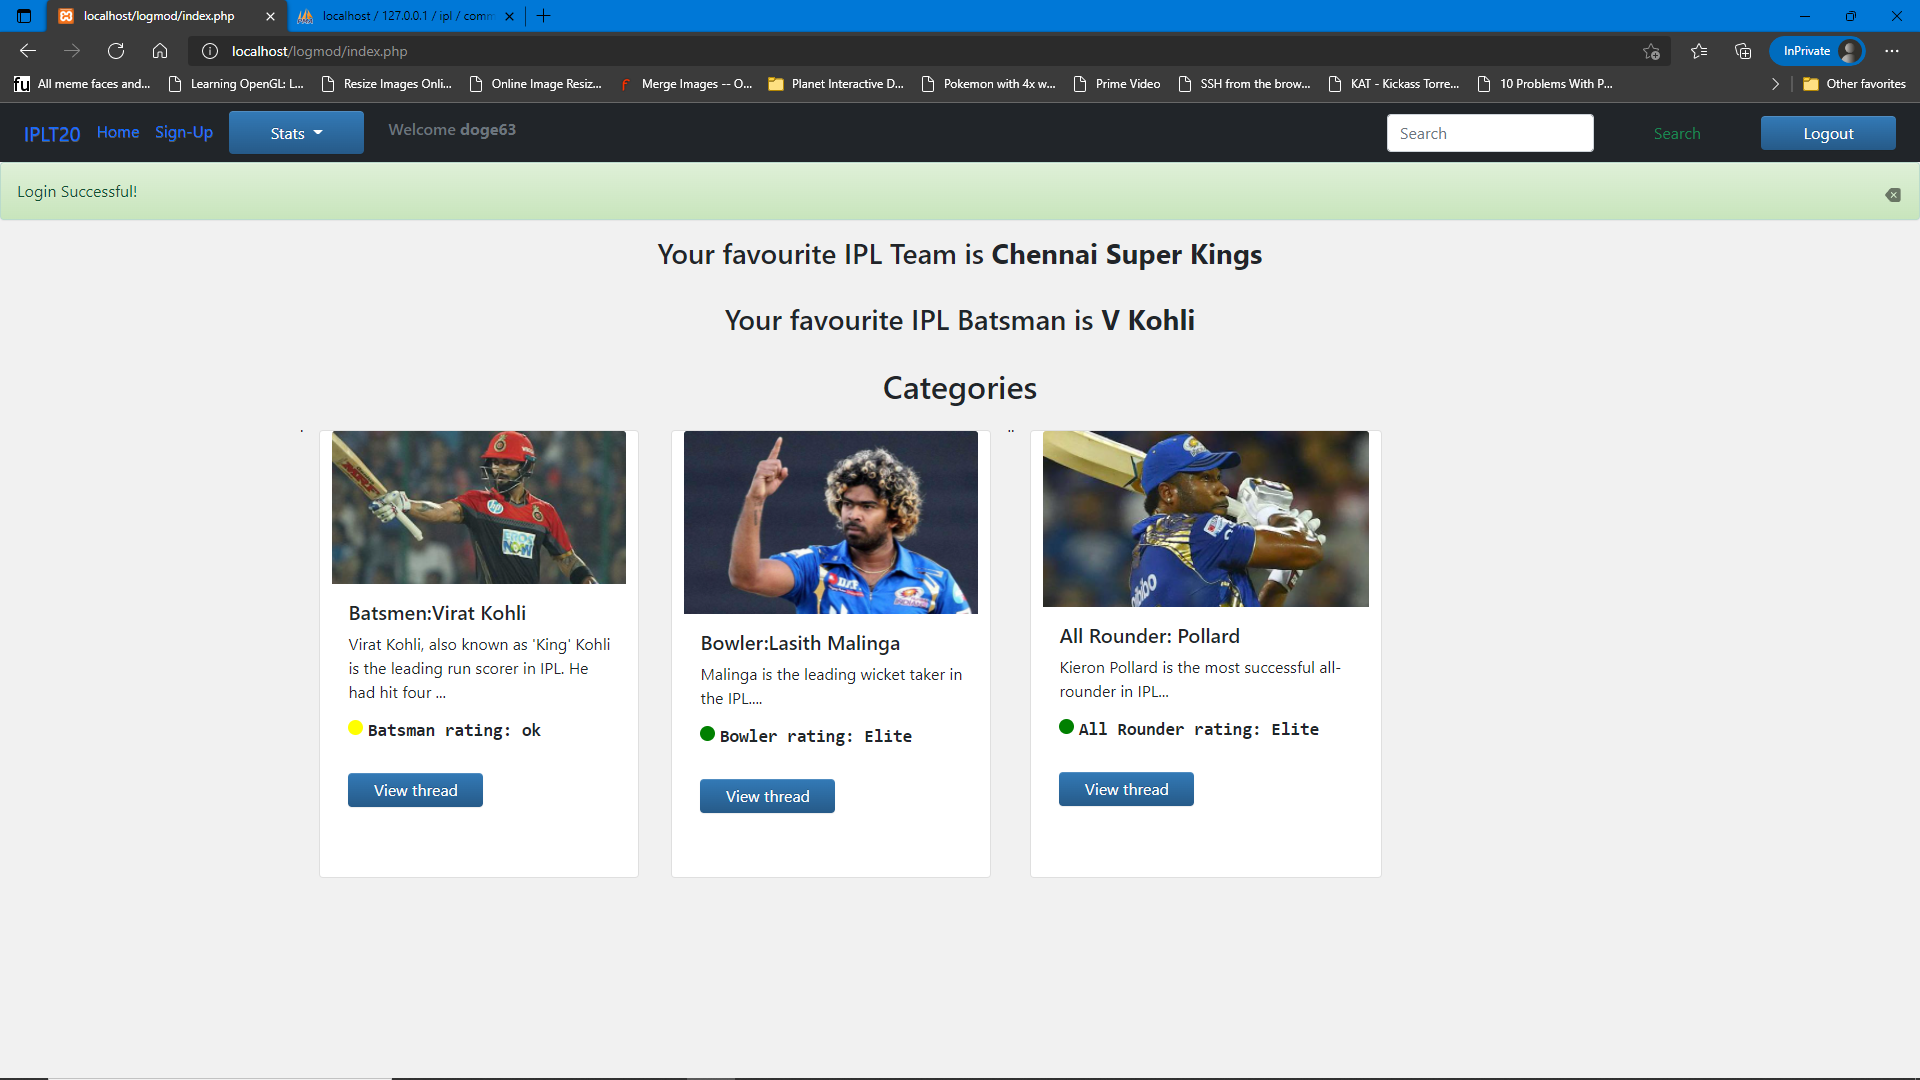 localhost/logmod/index.php
localhost / 127.0.0.1 / ipl / comm
localhost/logmod/index.php
InPrivate
All meme faces and...
Learning OpenGL: L...
Resize Images Onli...
Online Image Resiz...
Merge Images -- O...
Planet Interactive D...
Pokemon with 4x w...
Prime Video
SSH from the brow...
KAT - Kickass Torre...
10 Problems With P...
Other favorites
IPLT20
Home
Sign-Up
Stats
Welcome doge63
Search
Search
Logout
Login Successful!
Your favourite IPL Team is Chennai Super Kings
Your favourite IPL Batsman is V Kohli
Categories
Batsmen:Virat Kohli
Virat Kohli, also known as 'King' Kohli
is the leading run scorer in IPL. He
had hit four ...
Batsman rating: ok
View thread
Bowler:Lasith Malinga
Malinga is the leading wicket taker in
the IPL....
Bowler rating: Elite
View thread
All Rounder: Pollard
Kieron Pollard is the most successful all-
rounder in IPL...
All Rounder rating: Elite
View thread